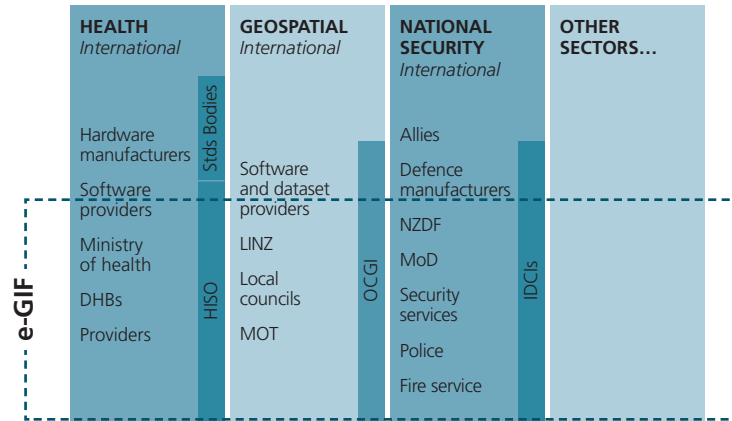 HEALTH
International
Hardware
manufacturers
Software
providers
Ministry
of health
DHBs
Providers
Stds Bodies
HISO
GEOSPATIAL
International
Software
and dataset
providers
LINZ
Local
councils
MOT
OCGI
NATIONAL
SECURITY
International
Allies
Defence
manufacturers
NZDF
MoD
Security
services
Police
Fire service
IDCIs
OTHER
SECTORS...
e-GIF